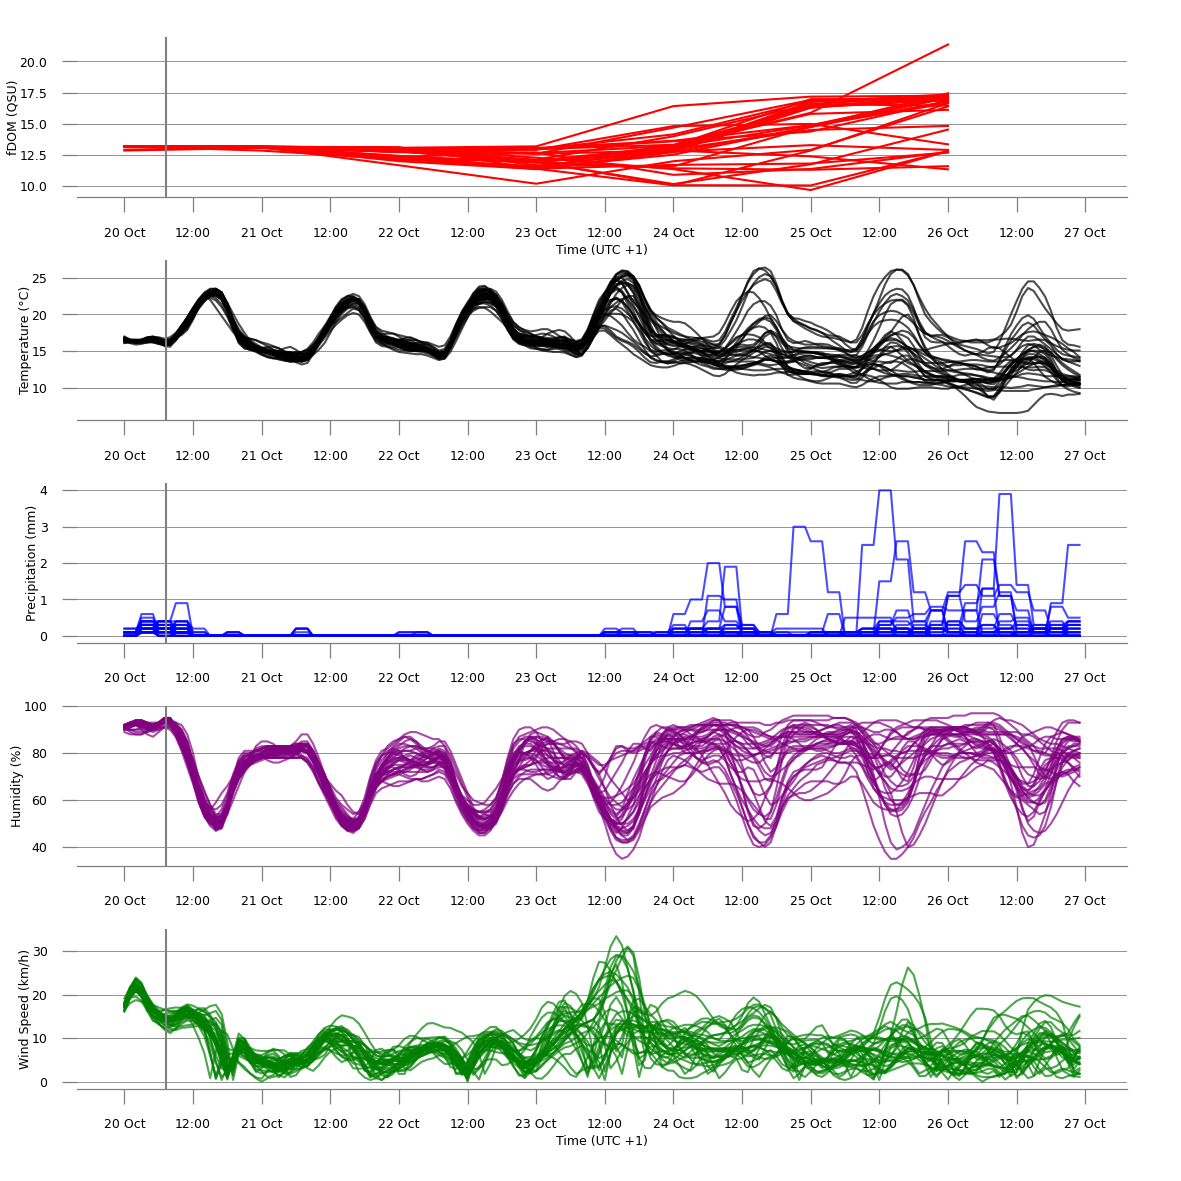 fDOM (QSU)
20.0
17.5
15.0
12.5
10.0
20 Oct 12:00 21 Oct 12:00 22 Oct 12:00 23 Oct 12:00 24 Oct 12:00 25 Oct 12:00 26 Oct 12:00 27 Oct
Time (UTC +1)
Temperature (°C)
25
20
15
10
20 Oct 12:00 21 Oct 12:00 22 Oct 12:00 23 Oct 12:00 24 Oct 12:00 25 Oct 12:00 26 Oct 12:00 27 Oct
Precipitation (mm)
4
3
2
1
0
20 Oct 12:00 21 Oct 12:00 22 Oct 12:00 23 Oct 12:00 24 Oct 12:00 25 Oct 12:00 26 Oct 12:00 27 Oct
Humidity (%)
100
80
60
40
20 Oct 12:00 21 Oct 12:00 22 Oct 12:00 23 Oct 12:00 24 Oct 12:00 25 Oct 12:00 26 Oct 12:00 27 Oct
Wind Speed (km/h)
30
20
10
0
20 Oct 12:00 21 Oct 12:00 22 Oct 12:00 23 Oct 12:00 24 Oct 12:00 25 Oct 12:00 26 Oct 12:00 27 Oct
Time (UTC +1)